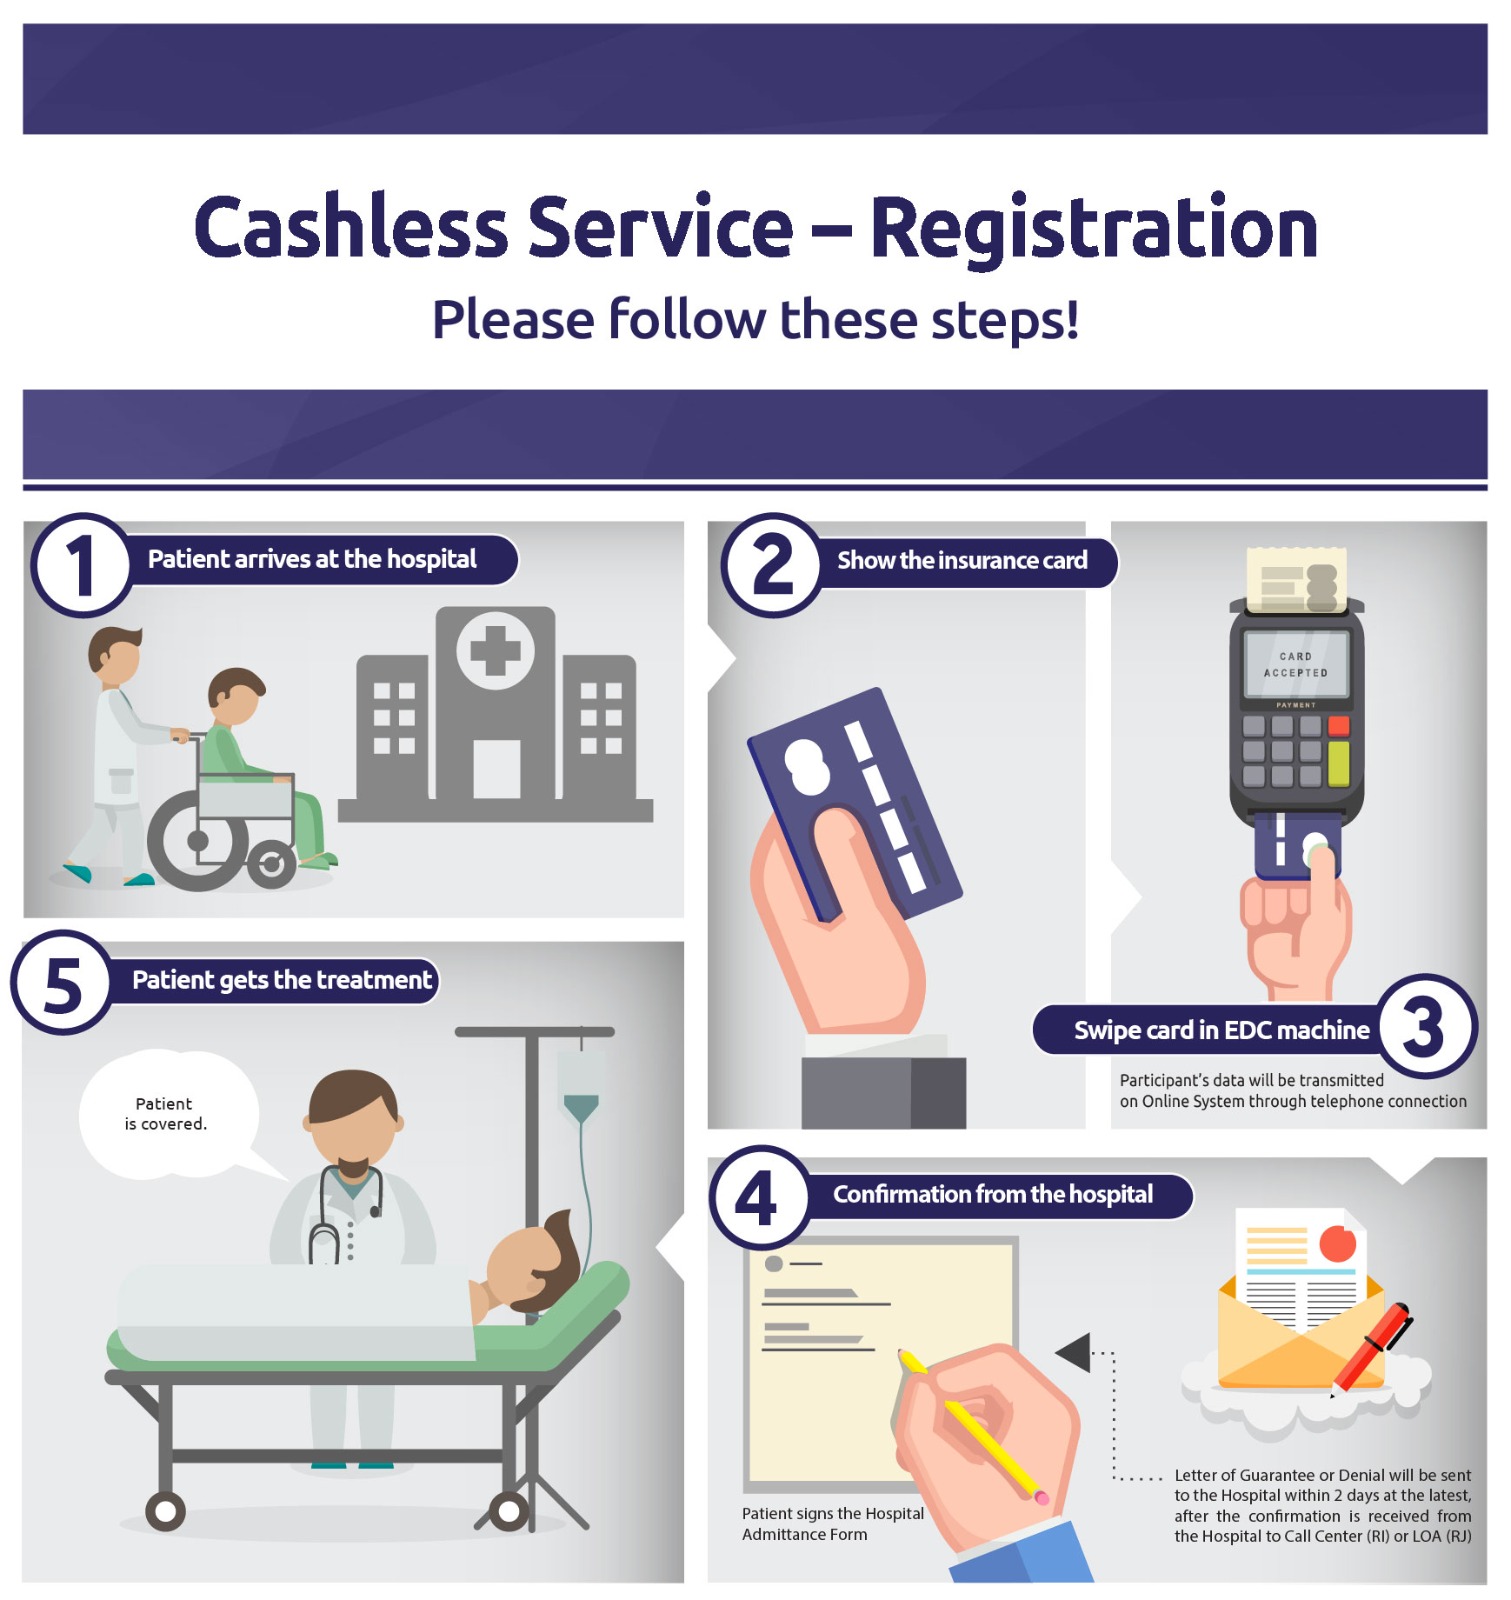 Cashless Service – Registration
Please follow these steps!
1
Patient arrives at the hospital
2
Show the insurance card
CARD
ACCEPTED
PAYMENT
Swipe card in EDC machine
3
Participant's data will be transmitted
on Online System through telephone connection
4
Confirmation from the hospital
Patient signs the Hospital
Admittance Form
Letter of Guarantee or Denial will be sent
to the Hospital within 2 days at the latest,
after the confirmation is received from
the Hospital to Call Center (RI) or LOA (RJ)
5
Patient gets the treatment
Patient
is covered.